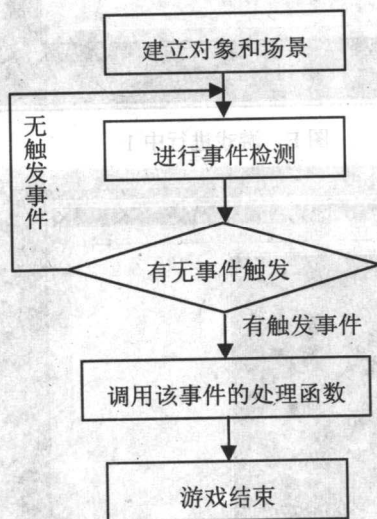 建立对象和场景
无触发事件
进行事件检测
有无事件触发
有触发事件
调用该事件的处理函数
游戏结束